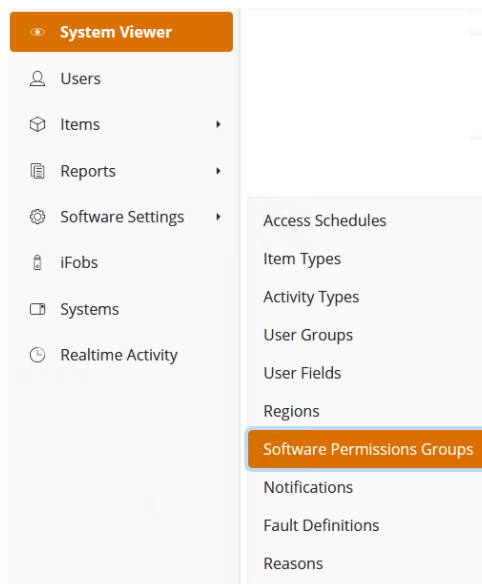 System Viewer
Users
Items
Reports
Software Settings
iFobs
Systems
Realtime Activity
Access Schedules
Item Types
Activity Types
User Groups
User Fields
Regions
Software Permissions Groups
Notifications
Fault Definitions
Reasons